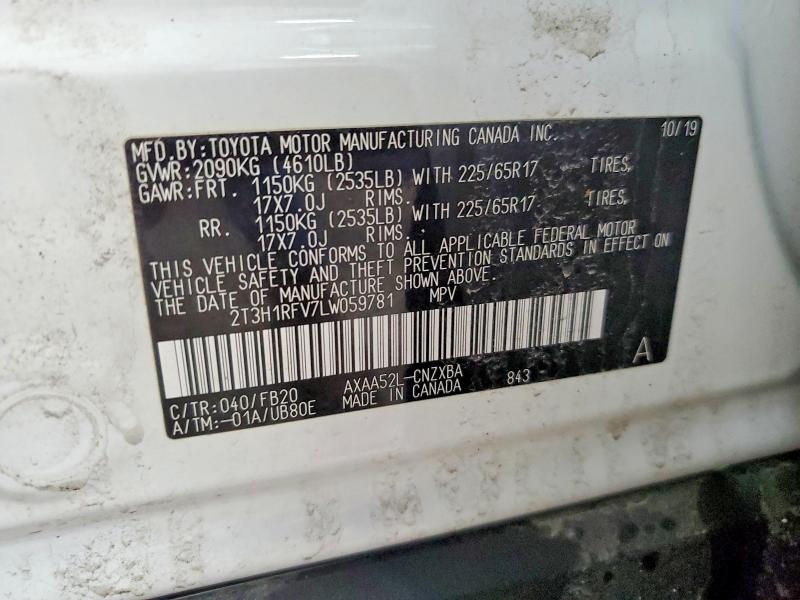 MFD.BY:TOYOTA MOTOR MANUFACTURING CANADA INC. 10/19
GVWR:2090KG (4610LB)
GAWR:FRT. 1150KG (2535LB) WITH 225/65R17 TIRES,
17X7.0J RIMS.
RR. 1150KG (2535LB) WITH 225/65R17 TIRES,
17X7.0J RIMS.
THIS VEHICLE CONFORMS TO ALL APPLICABLE FEDERAL MOTOR
VEHICLE SAFETY AND THEFT PREVENTION STANDARDS IN EFFECT ON
THE DATE OF MANUFACTURE SHOWN ABOVE.
2T3H1RFV7LW059781 MPV
A
C/TR:040/FB20 AXAA52L-CNZXBA 843
A/TM:-01A/UB80E MADE IN CANADA